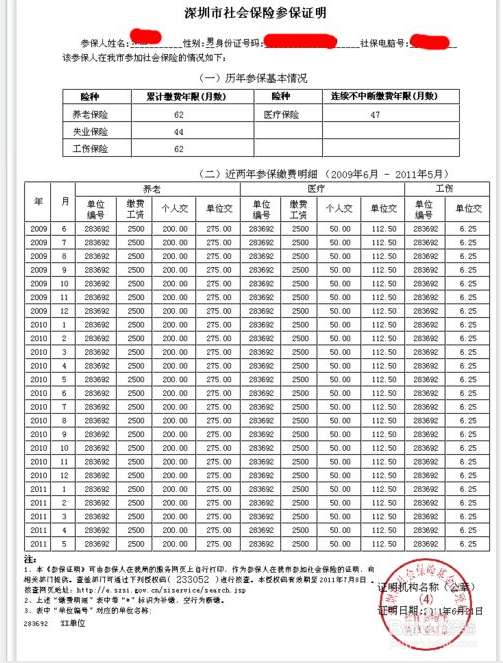 深圳市社会保险参保证明
参保人姓名: 性别:男 身份证号码: 社保电脑号:
该参保人在我市参加社会保险的情况如下:
(一)历年参保基本情况
险种 累计缴费年限(月数) 险种 连续不中断缴费年限(月数)
养老保险 62 医疗保险 47
失业保险 44
工伤保险 62
(二)近两年参保缴费明细 (2009年6月 - 2011年5月)
年 月 养老 医疗 工伤
单位编号 缴费工资 个人交 单位交 单位编号 缴费工资 个人交 单位交 单位编号 单位交
2009 6 283692 2500 200.00 275.00 283692 2500 50.00 112.50 283692 6.25
2009 7 283692 2500 200.00 275.00 283692 2500 50.00 112.50 283692 6.25
2009 8 283692 2500 200.00 275.00 283692 2500 50.00 112.50 283692 6.25
2009 9 283692 2500 200.00 275.00 283692 2500 50.00 112.50 283692 6.25
2009 10 283692 2500 200.00 275.00 283692 2500 50.00 112.50 283692 6.25
2009 11 283692 2500 200.00 275.00 283692 2500 50.00 112.50 283692 6.25
2009 12 283692 2500 200.00 275.00 283692 2500 50.00 112.50 283692 6.25
2010 1 283692 2500 200.00 275.00 283692 2500 50.00 112.50 283692 6.25
2010 2 283692 2500 200.00 275.00 283692 2500 50.00 112.50 283692 6.25
2010 3 283692 2500 200.00 275.00 283692 2500 50.00 112.50 283692 6.25
2010 4 283692 2500 200.00 275.00 283692 2500 50.00 112.50 283692 6.25
2010 5 283692 2500 200.00 275.00 283692 2500 50.00 112.50 283692 6.25
2010 6 283692 2500 200.00 275.00 283692 2500 50.00 112.50 283692 6.25
2010 7 283692 2500 200.00 275.00 283692 2500 50.00 112.50 283692 6.25
2010 8 283692 2500 200.00 275.00 283692 2500 50.00 112.50 283692 6.25
2010 9 283692 2500 200.00 275.00 283692 2500 50.00 112.50 283692 6.25
2010 10 283692 2500 200.00 275.00 283692 2500 50.00 112.50 283692 6.25
2010 11 283692 2500 200.00 275.00 283692 2500 50.00 112.50 283692 6.25
2010 12 283692 2500 200.00 275.00 283692 2500 50.00 112.50 283692 6.25
2011 1 283692 2500 200.00 275.00 283692 2500 50.00 112.50 283692 6.25
2011 2 283692 2500 200.00 275.00 283692 2500 50.00 112.50 283692 6.25
2011 3 283692 2500 200.00 275.00 283692 2500 50.00 112.50 283692 6.25
2011 4 283692 2500 200.00 275.00 283692 2500 50.00 112.50 283692 6.25
2011 5 283692 2500 200.00 275.00 283692 2500 50.00 112.50 283692 6.25
注:
1、本《参保证明》可由参保人在我局的服务网页上自行打印,作为参保人在我市参加社会保险的证明,向
相关部门提供。查验部门可通过下列授权码( 233052 )进行核查。本授权码有效期至2011年7月8日 。
核查网页地址:http://e.szsi.gov.cn/siservice/search.jsp
2、上述“缴费明细”表中带“*”标识为补缴,空行为断缴。
3、表中“单位编号”对应的单位名称:
283692 XX单位
证明机构名称(公章)
(4)
证明日期:2011年6月21日